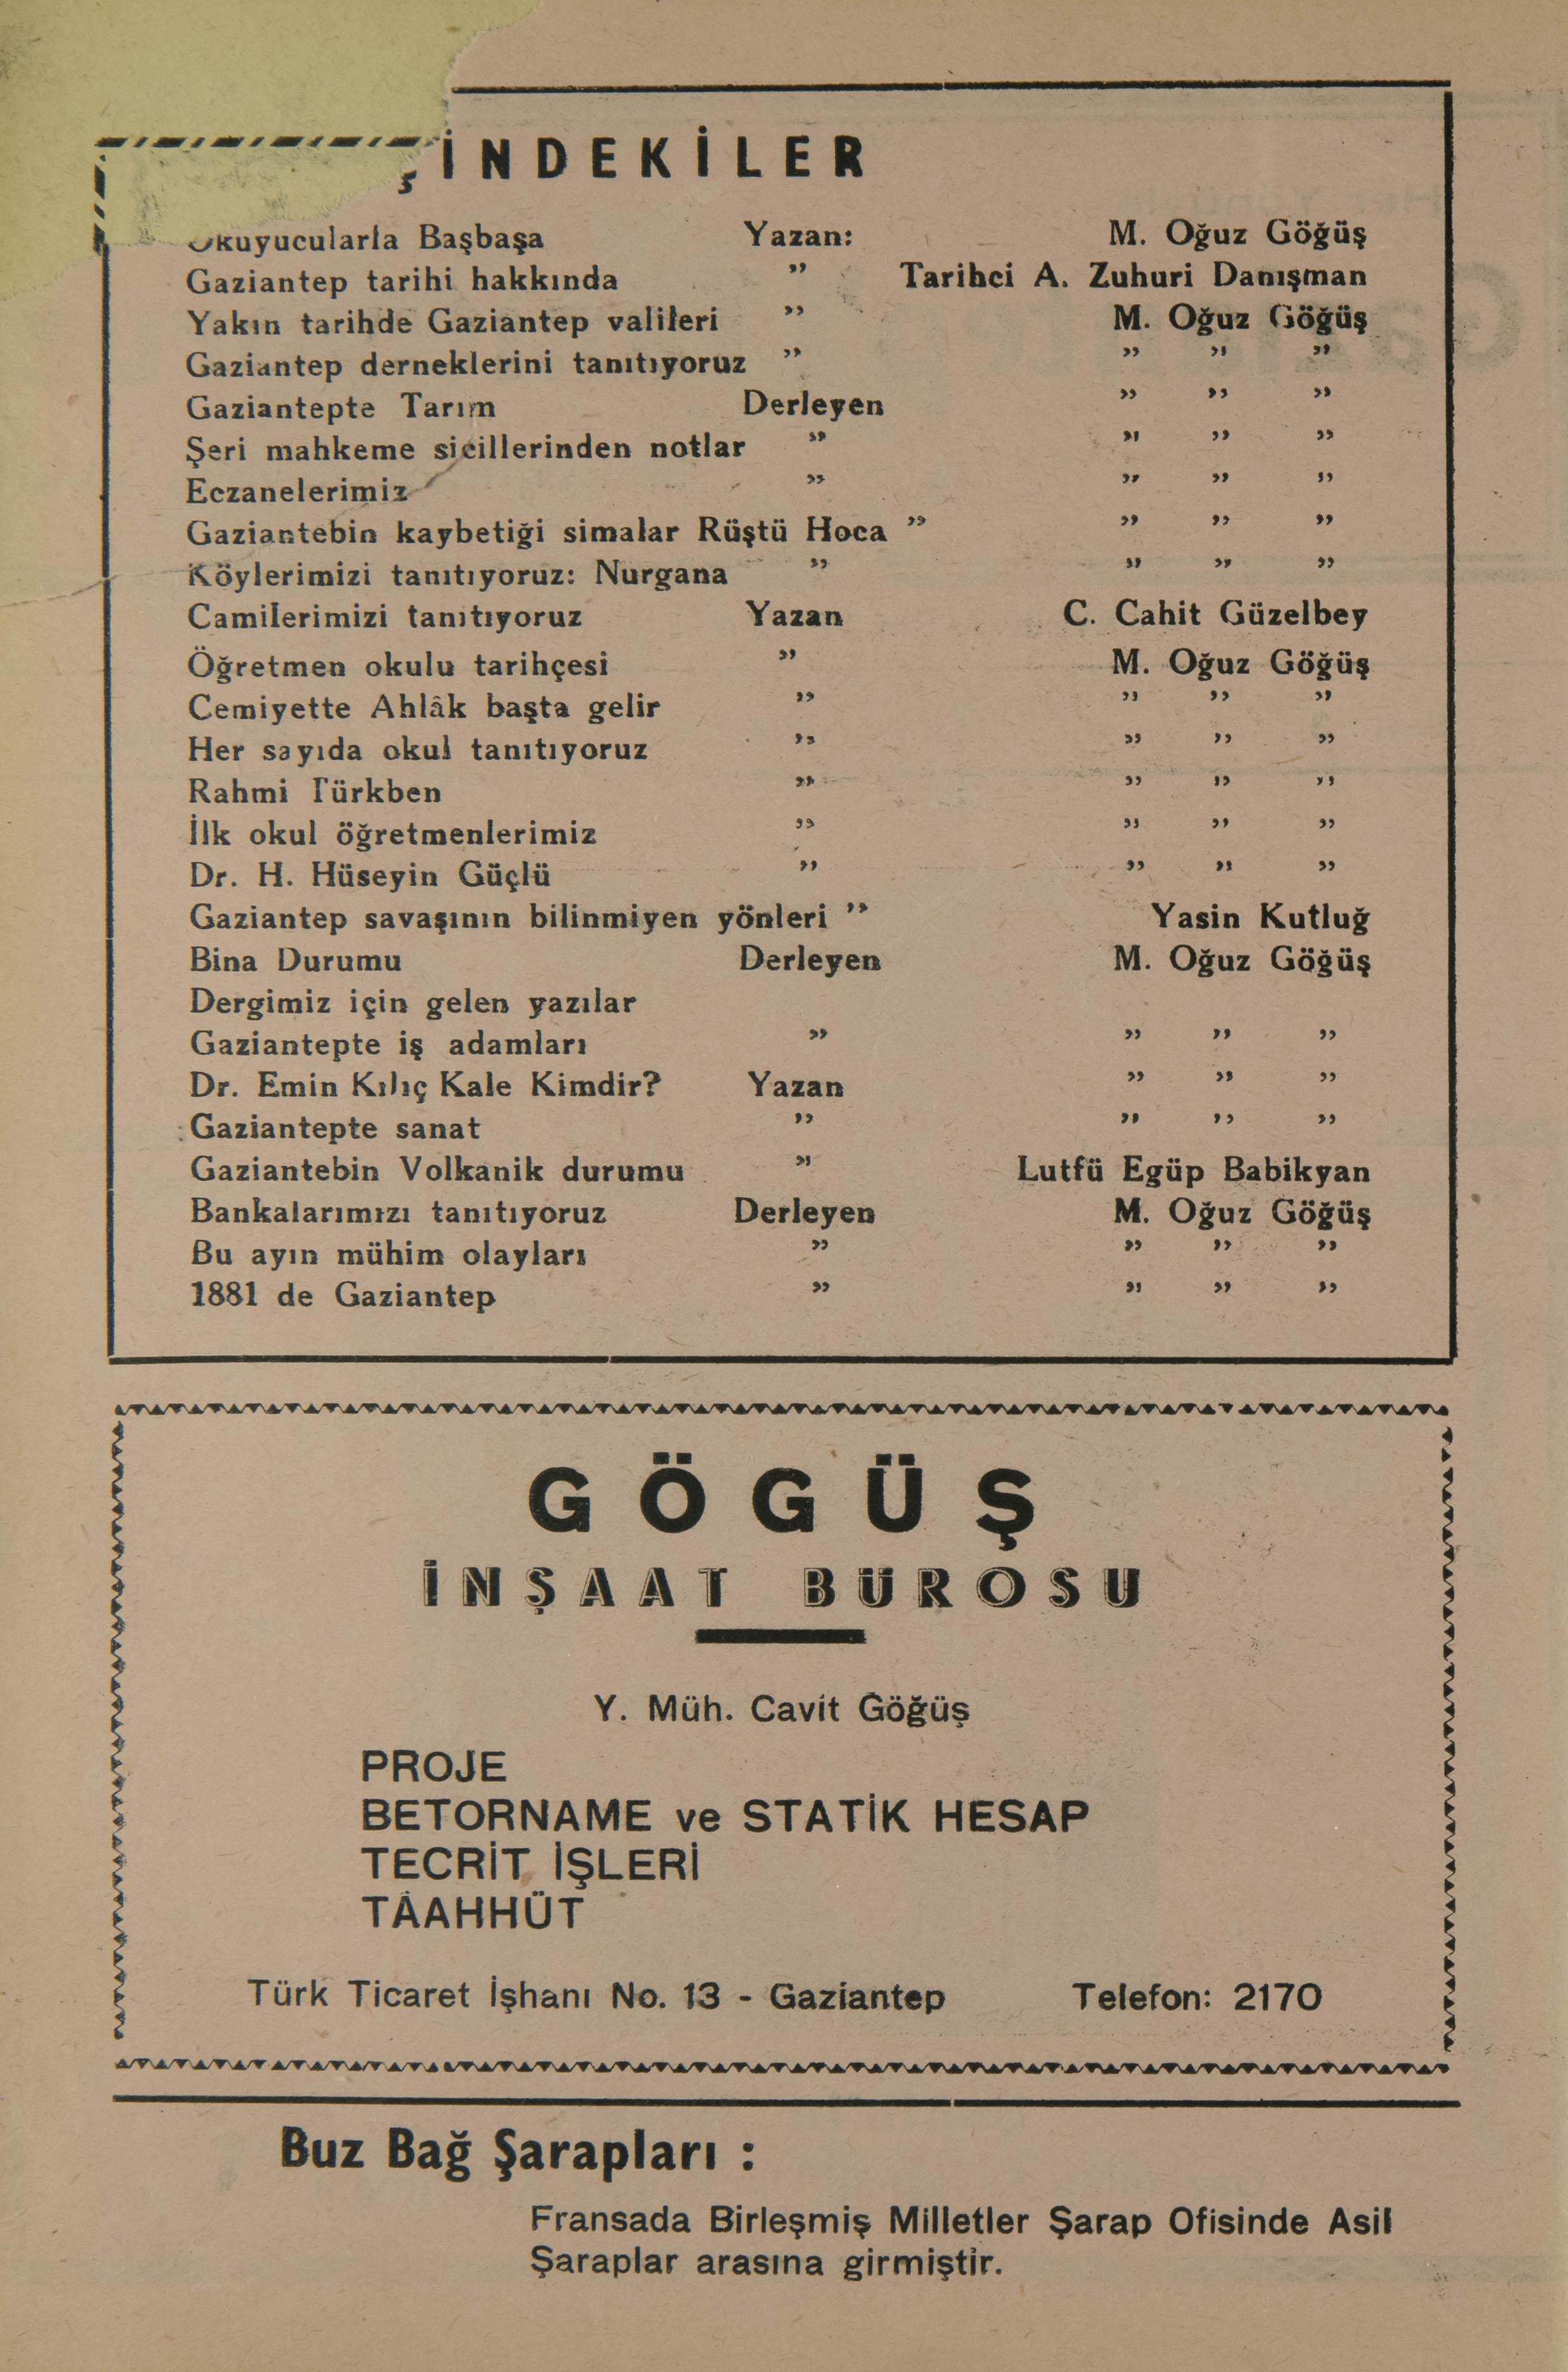 ÇİNDEKİLER
Okuyucularla Başbaşa Yazan: M. Oğuz Göğüş
Gaziantep tarihi hakkında ,, Tarihci A. Zuhuri Danışman
Yakın tarihde Gaziantep valileri ,, M. Oğuz Göğüş
Gaziantep derneklerini tanıtıyoruz ,, ,, ,, ,,
Gaziantepte Tarım Derleyen ,, ,, ,,
Şeri mahkeme sicillerinden notlar ,, ,, ,, ,,
Eczanelerimiz ,, ,, ,, ,,
Gaziantebin kaybetiği simalar Rüştü Hoca ,, ,, ,, ,,
Köylerimizi tanıtıyoruz: Nurgana ,, ,, ,, ,,
Camilerimizi tanıtıyoruz Yazan C. Cahit Güzelbey
Öğretmen okulu tarihçesi ,, M. Oğuz Göğüş
Cemiyette Ahlâk başta gelir ,, ,, ,, ,,
Her sayıda okul tanıtıyoruz ,, ,, ,, ,,
Rahmi Türkben ,, ,, ,, ,,
İlk okul öğretmenlerimiz ,, ,, ,, ,,
Dr. H. Hüseyin Güçlü ,, ,, ,, ,,
Gaziantep savaşının bilinmiyen yönleri ,, Yasin Kutluğ
Bina Durumu Derleyen M. Oğuz Göğüş
Dergimiz için gelen yazılar
Gaziantepte iş adamları ,, ,, ,, ,,
Dr. Emin Kılıç Kale Kimdir? Yazan ,, ,, ,,
Gaziantepte sanat ,, ,, ,, ,,
Gaziantebin Volkanik durumu ,, Lutfü Egüp Babikyan
Bankalarımızı tanıtıyoruz Derleyen M. Oğuz Göğüş
Bu ayın mühim olayları ,, ,, ,, ,,
1881 de Gaziantep ,, ,, ,, ,,
GÖGÜŞ
İNŞAAT BÜROSU
Y. Müh. Cavit Göğüş
PROJE
BETORNAME ve STATİK HESAP
TECRİT İŞLERİ
TAAHHÜT
Türk Ticaret İşhanı No. 13 - Gaziantep Telefon: 2170
Buz Bağ Şarapları :
Fransada Birleşmiş Milletler Şarap Ofisinde Asil
Şaraplar arasına girmiştir.